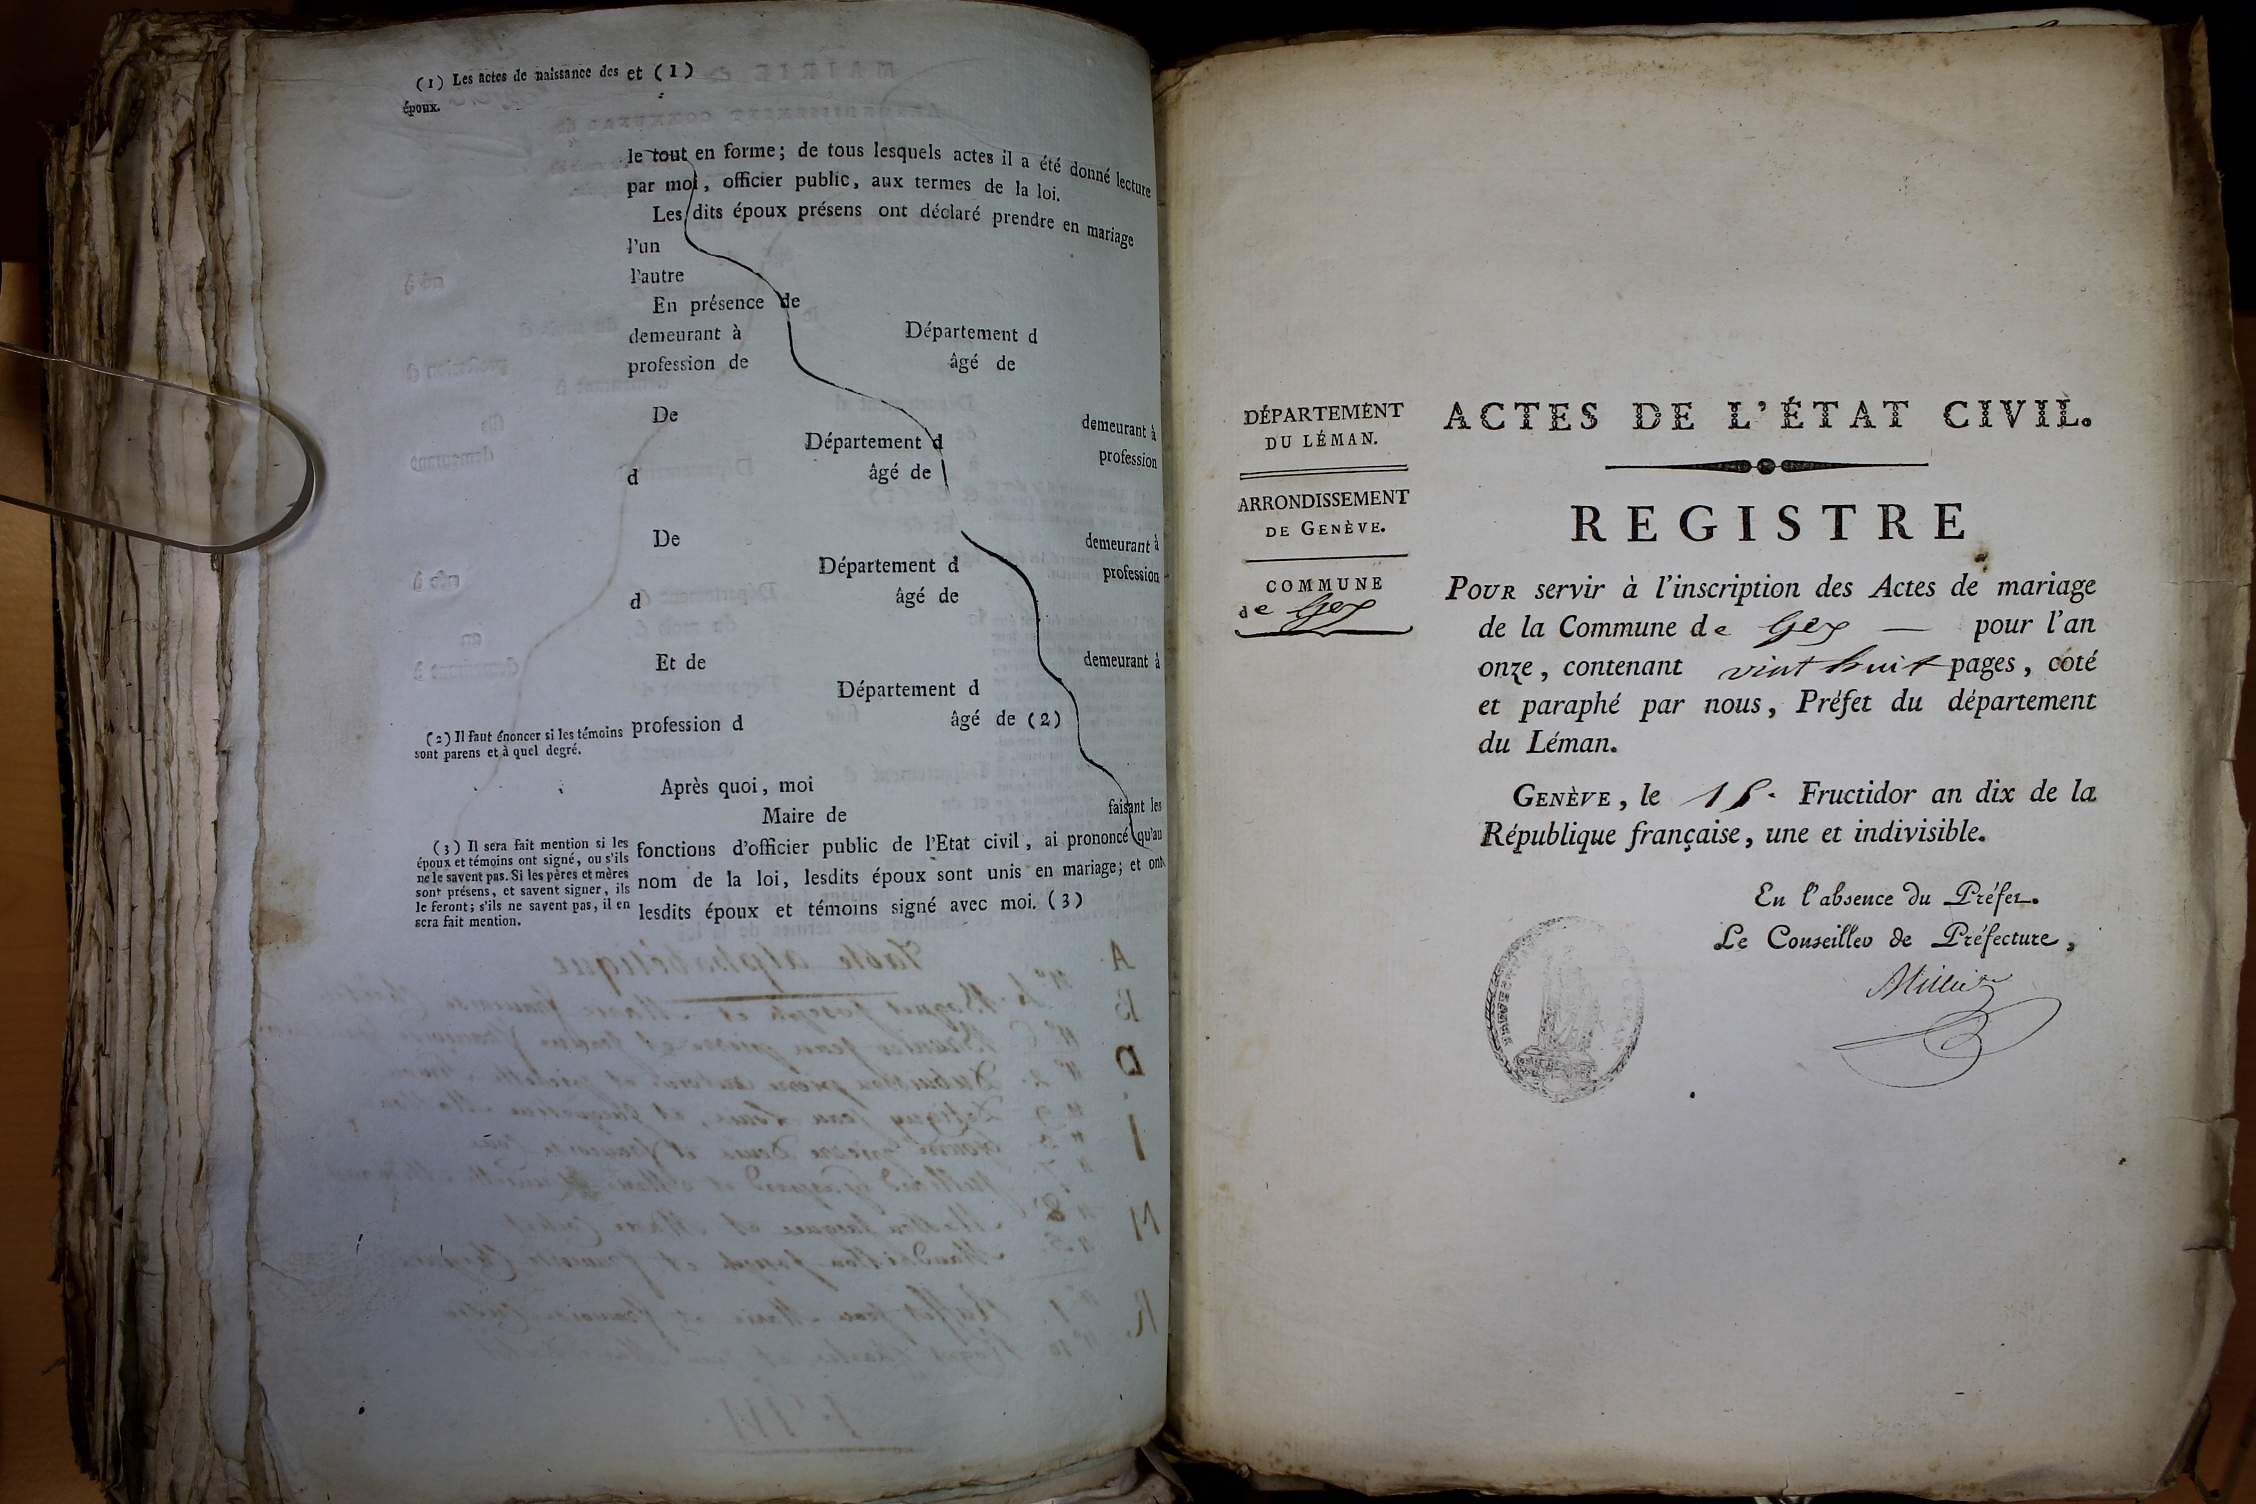 (1) Les actes de naissance des époux.
et (1)
le tout en forme; de tous lesquels actes il a été donné lecture
par moi, officier public, aux termes de la loi.
Les dits époux présens ont déclaré prendre en mariage
l'un
l'autre
En présence de
demeurant à Département d
profession de âgé de
De demeurant à
Département d profession
d âgé de
De demeurant à
Département d profession
d âgé de
Et de demeurant à
Département d
profession d âgé de (2)
(2) Il faut énoncer si les témoins
sont parens et à quel degré.
Après quoi, moi
Maire de faisant les
fonctions d'officier public de l'Etat civil, ai prononcé qu'au
nom de la loi, lesdits époux sont unis en mariage; et ont
lesdits époux et témoins signé avec moi. (3)
(3) Il sera fait mention si les
époux et témoins ont signé, ou s'ils
ne le savent pas. Si les pères et mères
sont présens, et savent signer, ils
le feront; s'ils ne savent pas, il en
sera fait mention.
DÉPARTEMENT
DU LÉMAN.
ARRONDISSEMENT
DE GENÈVE.
COMMUNE
de Gex
ACTES DE L'ÉTAT CIVIL.
REGISTRE
POUR servir à l'inscription des Actes de mariage
de la Commune de Gex — pour l'an
onze, contenant vint huit pages, coté
et paraphé par nous, Préfet du département
du Léman.
GENÈVE, le 15. Fructidor an dix de la
République française, une et indivisible.
En l'absence du Préfet.
Le Conseiller de Préfecture,